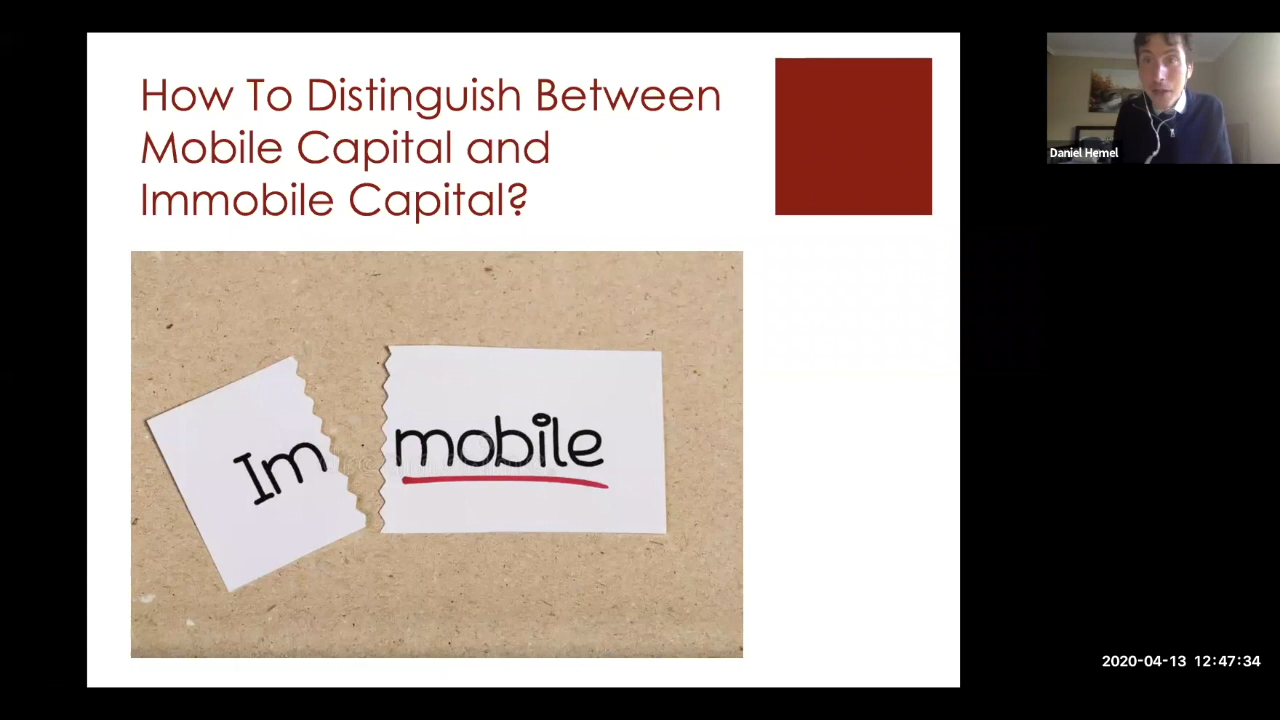 How To Distinguish Between
Mobile Capital and
Immobile Capital?
Im mobile
Daniel Hemel
2020-04-13 12:47:34